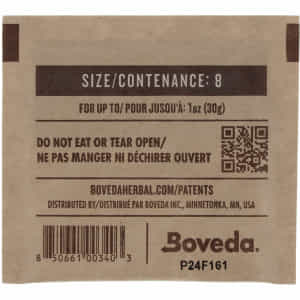 SIZE/CONTENANCE: 8
FOR UP TO/ POUR JUSQU'À: 1oz (30g)
DO NOT EAT OR TEAR OPEN/
NE PAS MANGER NI DÉCHIRER OUVERT
BOVEDAHERBAL.COM/PATENTS
DISTRIBUTED BY/DISTRIBUÉ PAR BOVEDA INC., MINNETONKA, MN, USA
8 50661 00340 3
Boveda.
P24F161